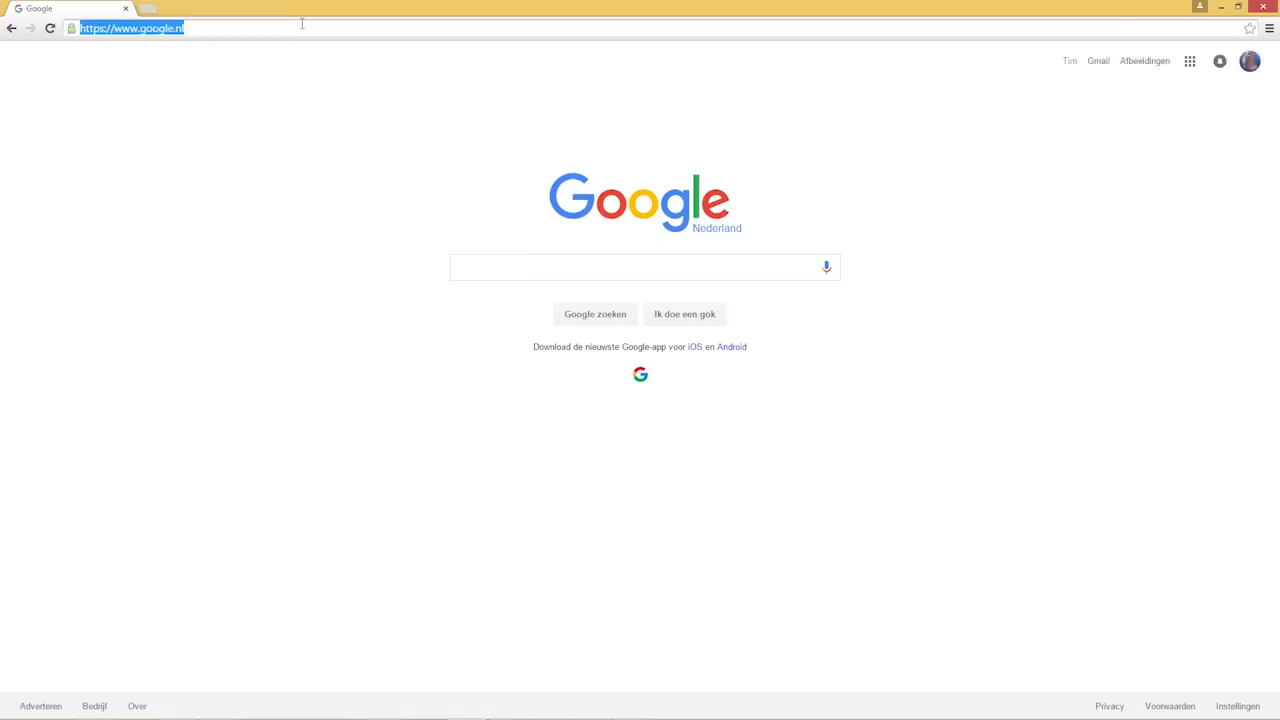 Google
https://www.google.nl
Tim Gmail Afbeeldingen
Google
Nederland
Google zoeken Ik doe een gok
Download de nieuwste Google-app voor iOS en Android
G
Adverteren Bedrijf Over Privacy Voorwaarden Instellingen